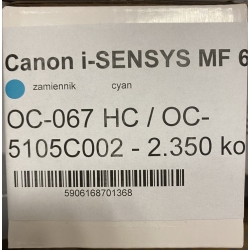 Canon i-SENSYS MF 6
zamiennik cyan
OC-067 HC / OC-
5105C002 - 2.350 ko
5906168701368